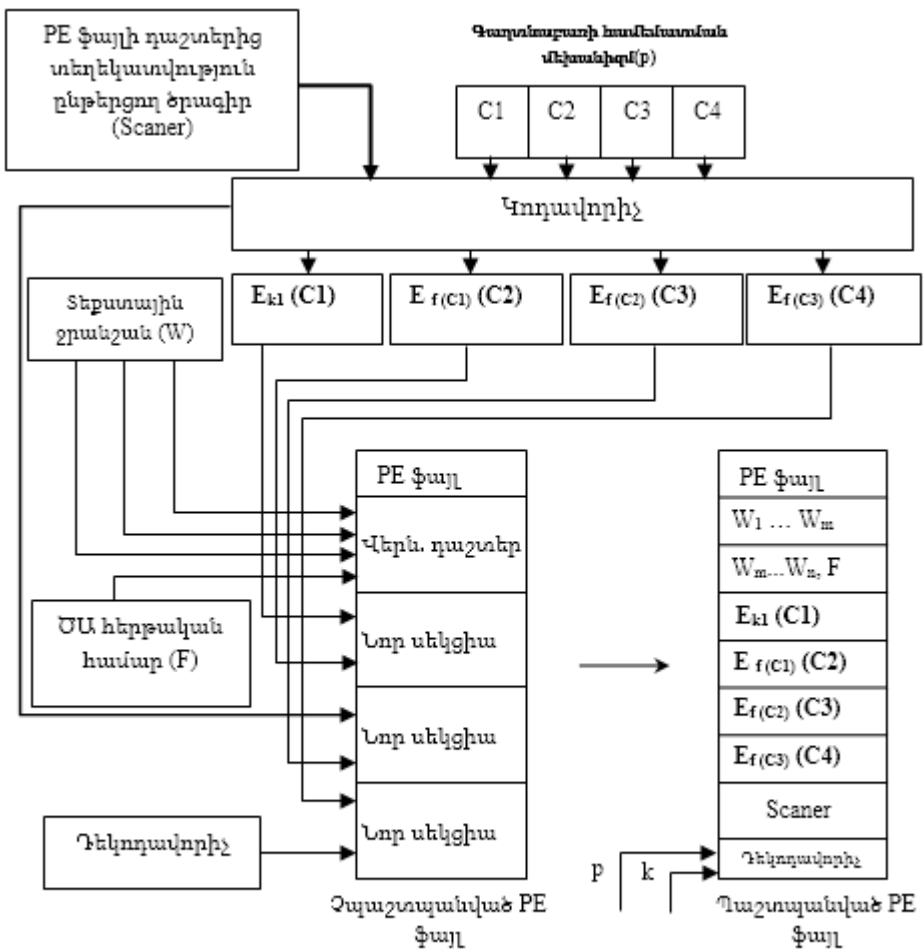 PE ֆայլի դաշտերից
տեղեկատվություն
ընթերցող ծրագիր
(Scaner)
Գաղտնաբառի համեմատման
մեխանիզմ(p)
C1 C2 C3 C4
Կոդավորիչ
Տեքստային
ջրանշան (W)
Ek1 (C1) E f(C1) (C2) Ef(C2) (C3) Ef(C3) (C4)
PE ֆայլ
Վերն. դաշտեր
Նոր սեկցիա
Նոր սեկցիա
Նոր սեկցիա
ԾԱ հերթական
համար (F)
Դեկոդավորիչ
Չպաշտպանված PE
ֆայլ
PE ֆայլ
W1 ... Wm
Wm...Wn, F
Ek1 (C1)
E f(C1) (C2)
Ef(C2) (C3)
Ef(C3) (C4)
Scaner
Դեկոդավորիչ
p k
Պաշտպանված PE
ֆայլ